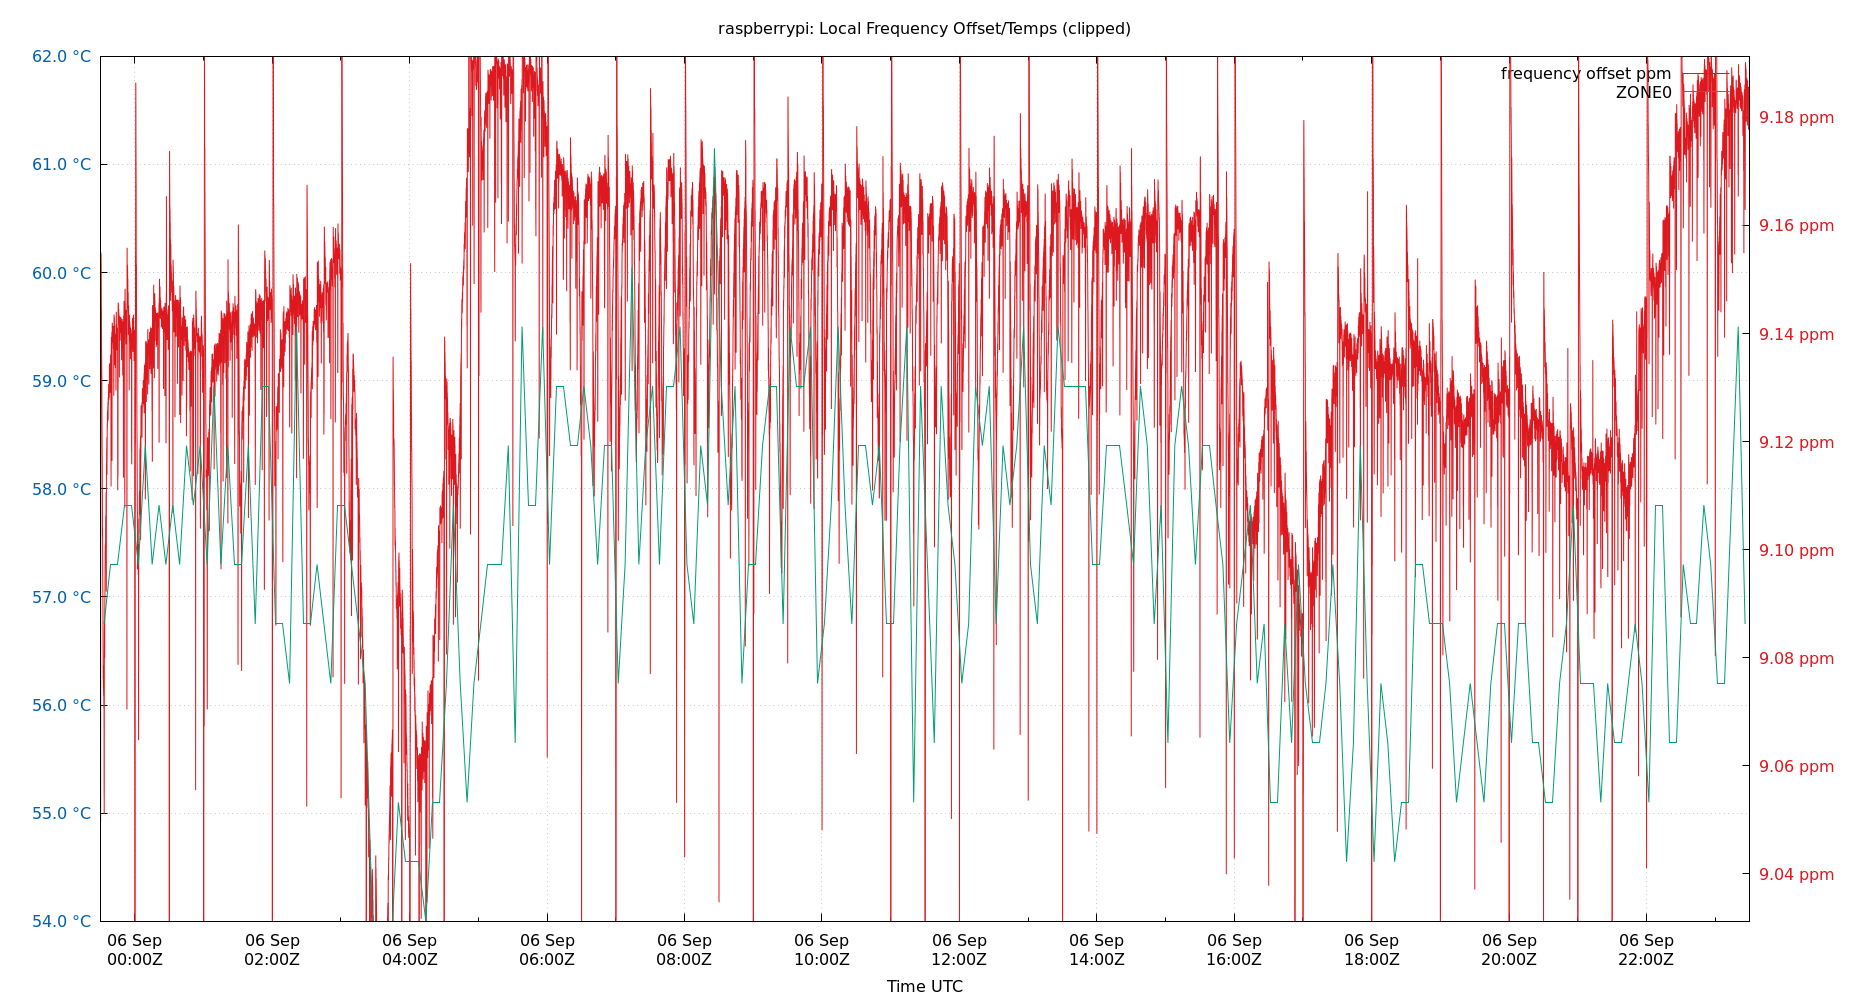 raspberrypi: Local Frequency Offset/Temps (clipped)
frequency offset ppm
ZONE0
62.0 °C
61.0 °C
60.0 °C
59.0 °C
58.0 °C
57.0 °C
56.0 °C
55.0 °C
54.0 °C
9.18 ppm
9.16 ppm
9.14 ppm
9.12 ppm
9.10 ppm
9.08 ppm
9.06 ppm
9.04 ppm
06 Sep
00:00Z
06 Sep
02:00Z
06 Sep
04:00Z
06 Sep
06:00Z
06 Sep
08:00Z
06 Sep
10:00Z
06 Sep
12:00Z
06 Sep
14:00Z
06 Sep
16:00Z
06 Sep
18:00Z
06 Sep
20:00Z
06 Sep
22:00Z
Time UTC